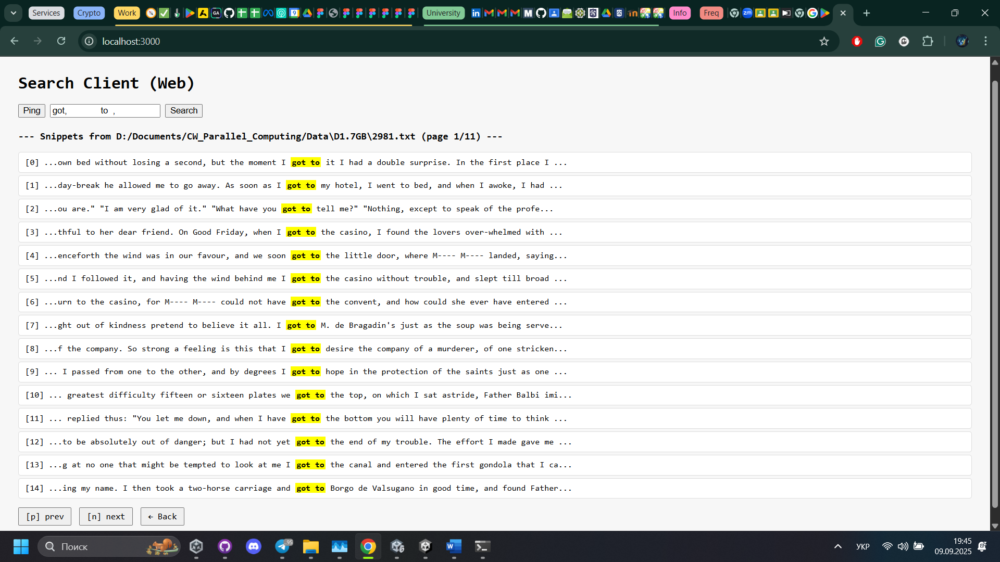 Services Crypto Work University Info Freq
localhost:3000
Search Client (Web)
Ping got, to , Search
--- Snippets from D:/Documents/CW_Parallel_Computing/Data\D1.7GB\2981.txt (page 1/11) ---
[0] ...own bed without losing a second, but the moment I got to it I had a double surprise. In the first place I ...
[1] ...day-break he allowed me to go away. As soon as I got to my hotel, I went to bed, and when I awoke, I had ...
[2] ...ou are." "I am very glad of it." "What have you got to tell me?" "Nothing, except to speak of the profe...
[3] ...thful to her dear friend. On Good Friday, when I got to the casino, I found the lovers over-whelmed with ...
[4] ...enceforth the wind was in our favour, and we soon got to the little door, where M---- M---- landed, saying...
[5] ...nd I followed it, and having the wind behind me I got to the casino without trouble, and slept till broad ...
[6] ...urn to the casino, for M---- M---- could not have got to the convent, and how could she ever have entered ...
[7] ...ght out of kindness pretend to believe it all. I got to M. de Bragadin's just as the soup was being serve...
[8] ...f the company. So strong a feeling is this that I got to desire the company of a murderer, of one stricken...
[9] ... I passed from one to the other, and by degrees I got to hope in the protection of the saints just as one ...
[10] ... greatest difficulty fifteen or sixteen plates we got to the top, on which I sat astride, Father Balbi imi...
[11] ... replied thus: "You let me down, and when I have got to the bottom you will have plenty of time to think ...
[12] ...to be absolutely out of danger; but I had not yet got to the end of my trouble. The effort I made gave me ...
[13] ...g at no one that might be tempted to look at me I got to the canal and entered the first gondola that I ca...
[14] ...ing my name. I then took a two-horse carriage and got to Borgo de Valsugano in good time, and found Father...
[p] prev [n] next ← Back
Поиск 95 УКР 19:45
09.09.2025